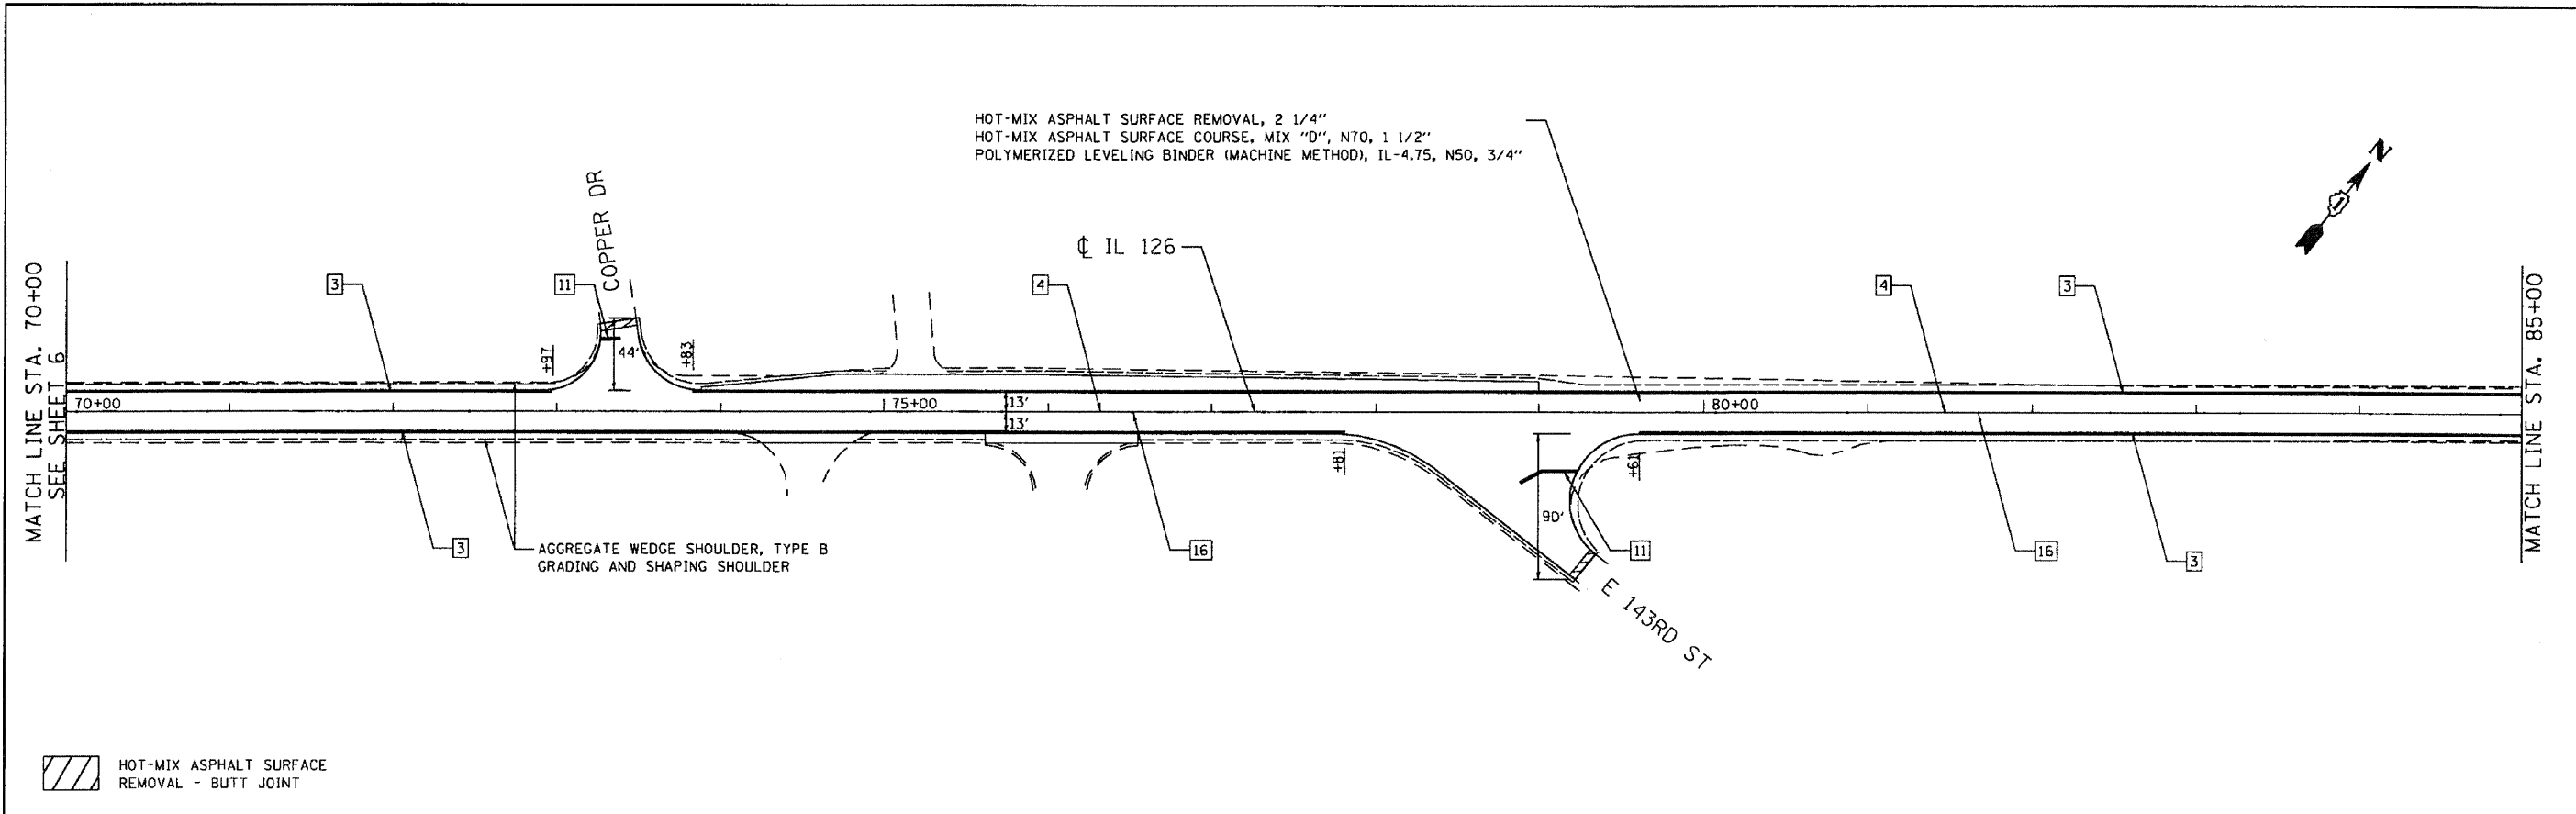 HOT-MIX ASPHALT SURFACE REMOVAL, 2 1/4"
HOT-MIX ASPHALT SURFACE COURSE, MIX "D", N70, 1 1/2"
POLYMERIZED LEVELING BINDER (MACHINE METHOD), IL-4.75, N50, 3/4"
N
COPPER DR
℄ IL 126
MATCH LINE STA. 70+00
SEE SHEET 6
3
11
4
4
3
MATCH LINE STA. 85+00
+97
44'
+83
70+00
75+00
13'
13'
80+00
+81
+61
90'
3
AGGREGATE WEDGE SHOULDER, TYPE B
GRADING AND SHAPING SHOULDER
16
11
16
3
E 143RD ST
HOT-MIX ASPHALT SURFACE
REMOVAL - BUTT JOINT